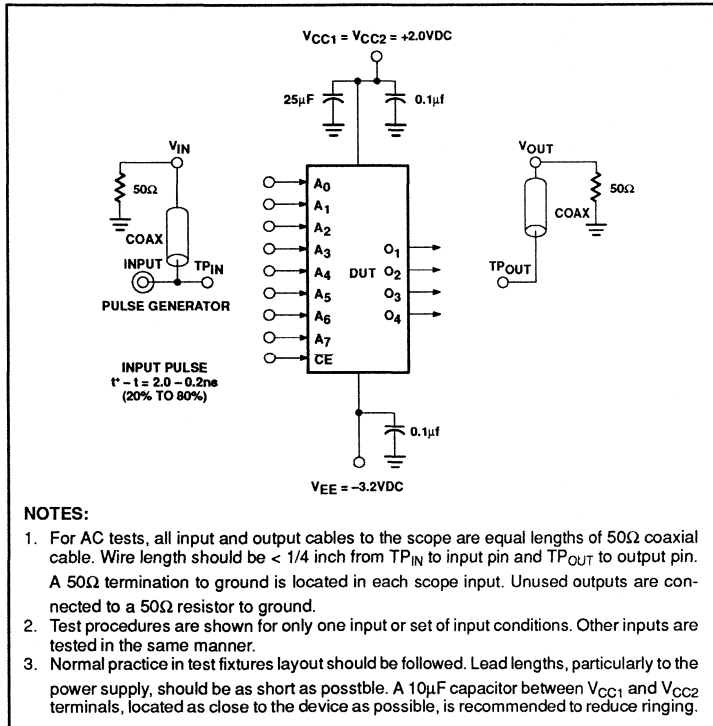 VCC1 = VCC2 = +2.0VDC
25µF
0.1µf
VIN
50Ω
COAX
INPUT
TPIN
PULSE GENERATOR
INPUT PULSE
t+ – t = 2.0 – 0.2ns
(20% TO 80%)
A0
A1
A2
A3
A4
A5
A6
A7
CE
DUT
O1
O2
O3
O4
VOUT
50Ω
COAX
TPOUT
0.1µf
VEE = –3.2VDC
NOTES:
1. For AC tests, all input and output cables to the scope are equal lengths of 50Ω coaxial
cable. Wire length should be < 1/4 inch from TPIN to input pin and TPOUT to output pin.
A 50Ω termination to ground is located in each scope input. Unused outputs are con-
nected to a 50Ω resistor to ground.
2. Test procedures are shown for only one input or set of input conditions. Other inputs are
tested in the same manner.
3. Normal practice in test fixtures layout should be followed. Lead lengths, particularly to the
power supply, should be as short as posstble. A 10µF capacitor between VCC1 and VCC2
terminals, located as close to the device as possible, is recommended to reduce ringing.